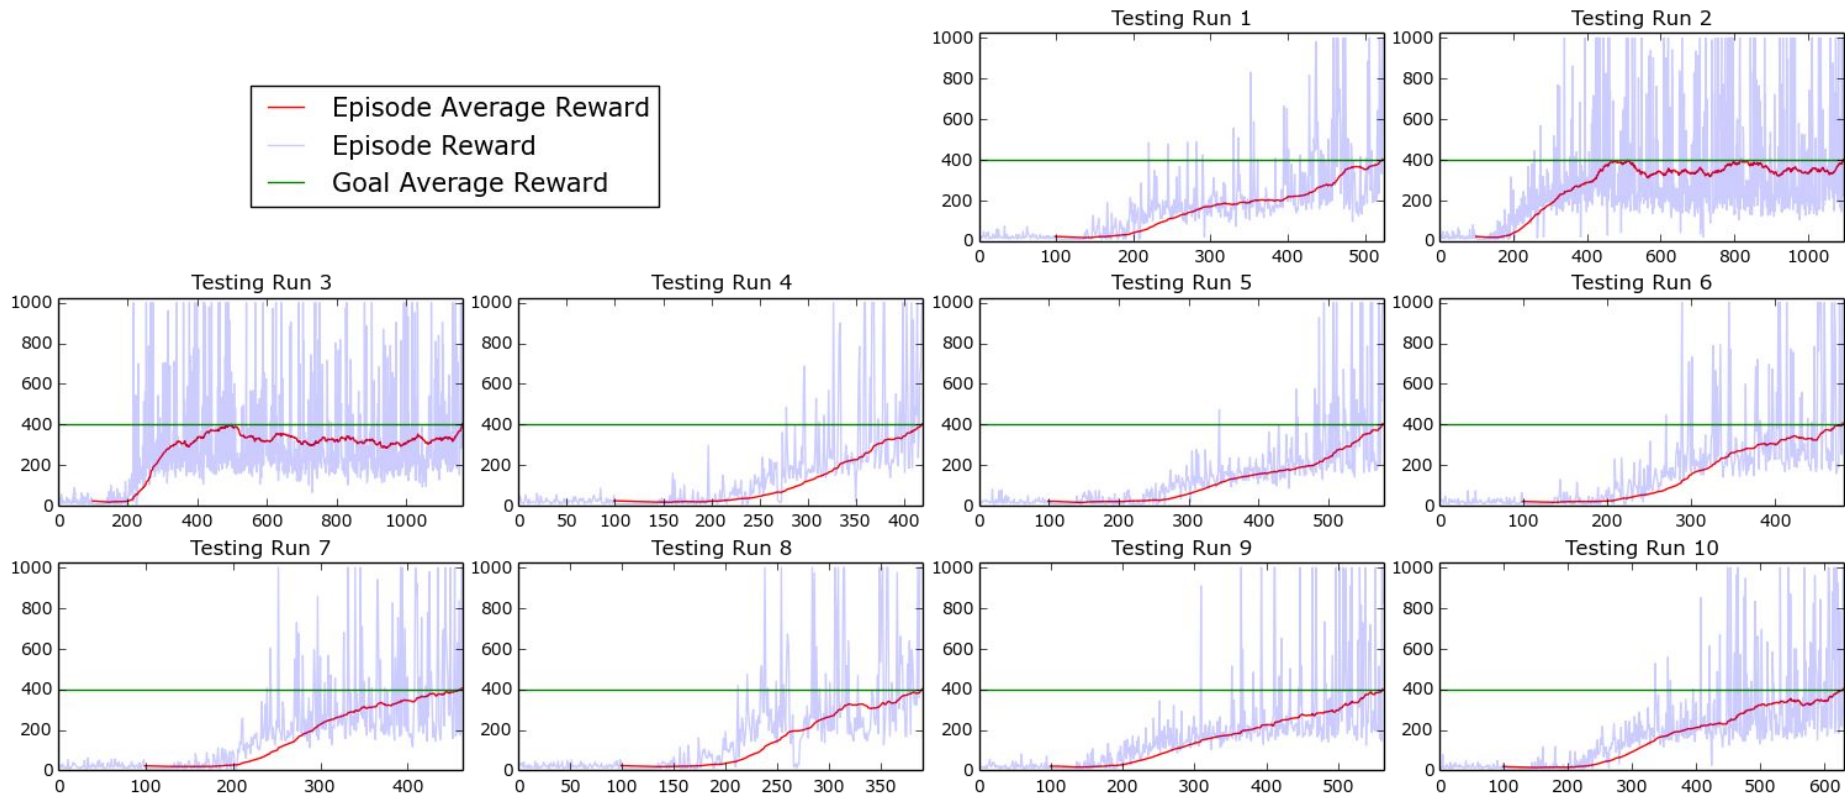 Episode Average Reward
Episode Reward
Goal Average Reward
Testing Run 1
1000
800
600
400
200
0
0 100 200 300 400 500
Testing Run 2
1000
800
600
400
200
0
0 200 400 600 800 1000
Testing Run 3
1000
800
600
400
200
0
0 200 400 600 800 1000
Testing Run 4
1000
800
600
400
200
0
0 50 100 150 200 250 300 350 400
Testing Run 5
1000
800
600
400
200
0
0 100 200 300 400 500
Testing Run 6
1000
800
600
400
200
0
0 100 200 300 400
Testing Run 7
1000
800
600
400
200
0
0 100 200 300 400
Testing Run 8
1000
800
600
400
200
0
0 50 100 150 200 250 300 350
Testing Run 9
1000
800
600
400
200
0
0 100 200 300 400 500
Testing Run 10
1000
800
600
400
200
0
0 100 200 300 400 500 600